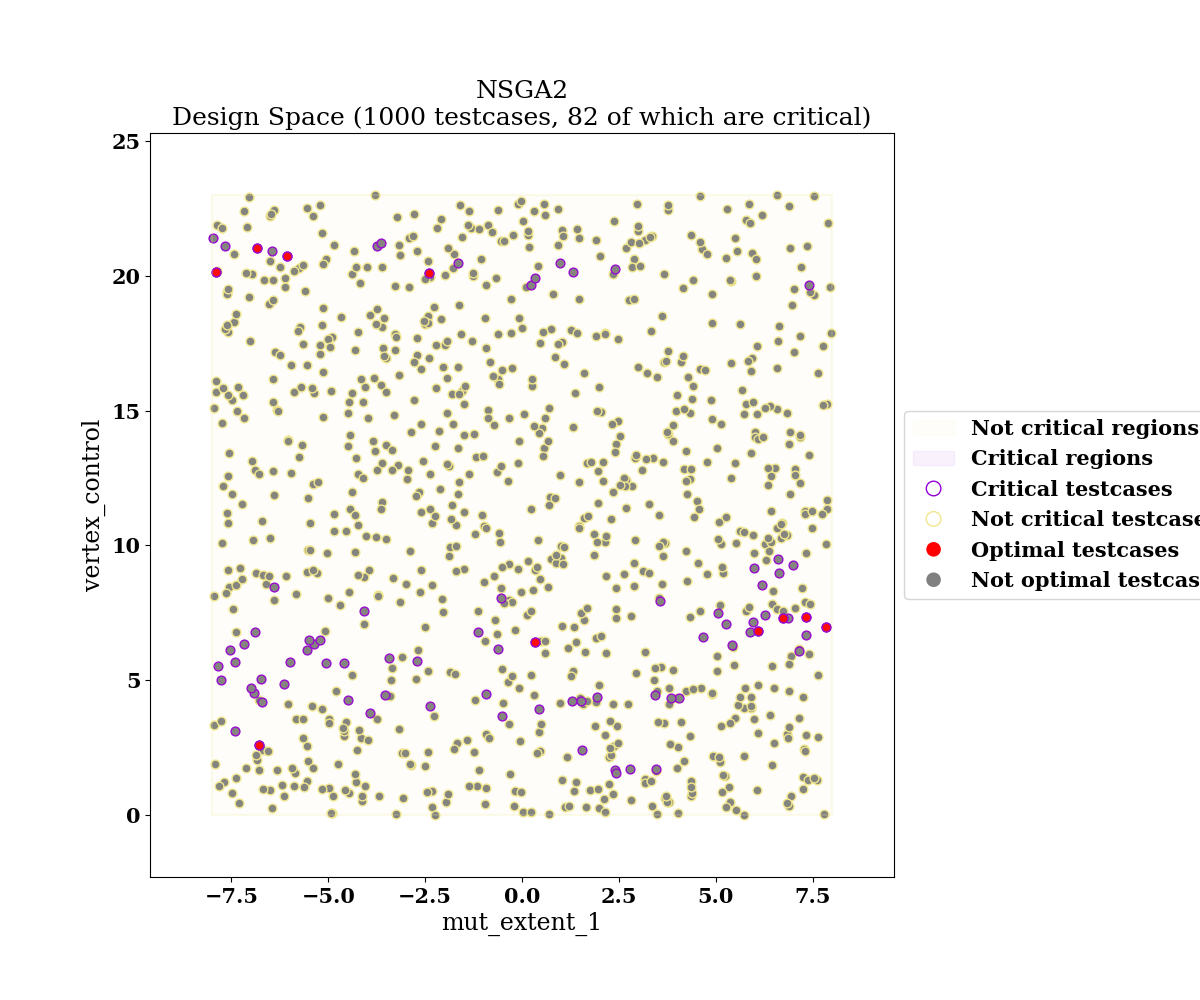 NSGA2
Design Space (1000 testcases, 82 of which are critical)
25
20
15
10
5
0
vertex_control
−7.5 −5.0 −2.5 0.0 2.5 5.0 7.5
mut_extent_1
Not critical regions
Critical regions
Critical testcases
Not critical testcase
Optimal testcases
Not optimal testcas